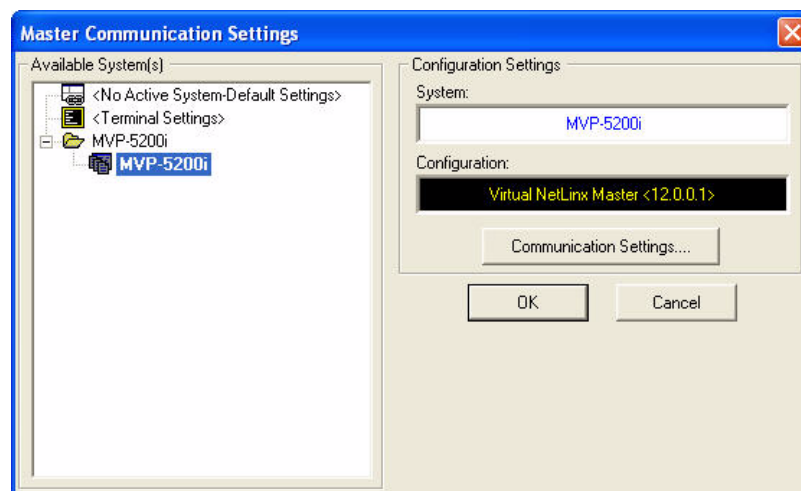 Master Communication Settings
Available System(s)
<No Active System-Default Settings>
<Terminal Settings>
MVP-5200i
MVP-5200i
Configuration Settings
System:
MVP-5200i
Configuration:
Virtual NetLinx Master <12.0.0.1>
Communication Settings....
OK
Cancel